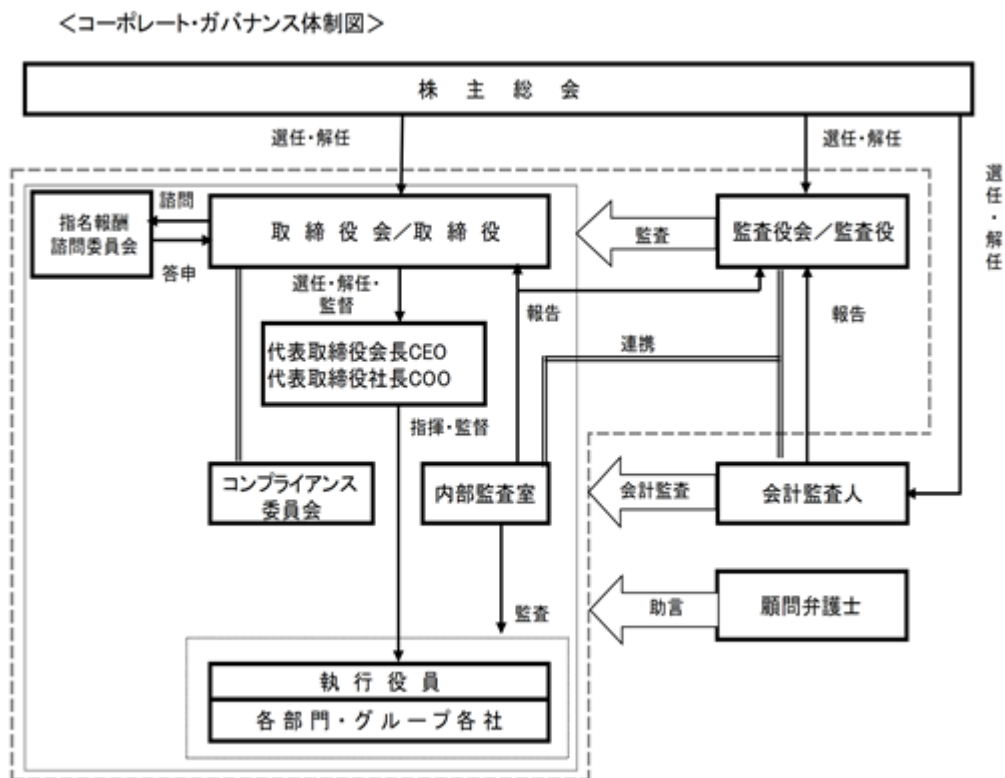 ＜コーポレート・ガバナンス体制図＞
株主総会
選任・解任
選任・解任
選任・解任
指名報酬
諮問委員会
諮問
答申
取締役会／取締役
監査
監査役会／監査役
選任・解任・
監督
報告
報告
代表取締役会長CEO
代表取締役社長COO
連携
指揮・監督
コンプライアンス
委員会
内部監査室
会計監査
会計監査人
監査
助言
顧問弁護士
執行役員
各部門・グループ各社